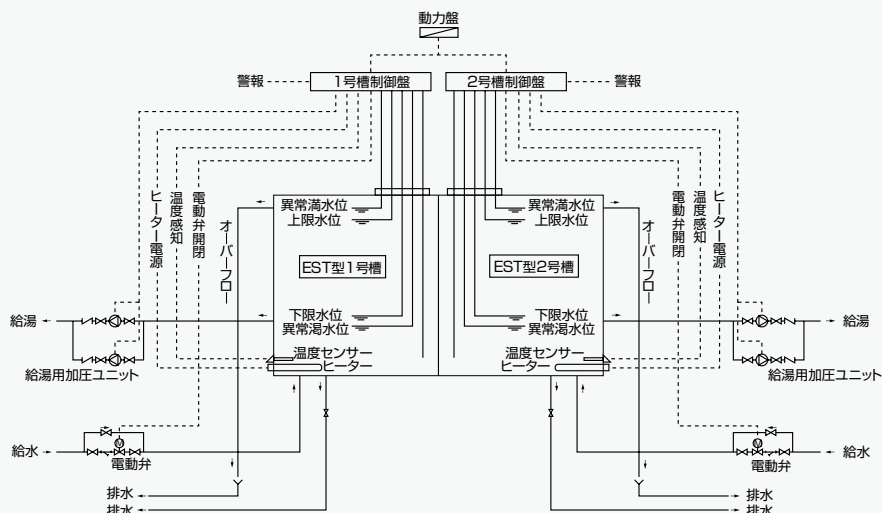 動力盤
警報
1号槽制御盤
2号槽制御盤
警報
ヒーター電源
温度感知
電動弁開閉
オーバーフロー
異常満水位
上限水位
EST型1号槽
下限水位
異常渇水位
温度センサー
ヒーター
異常満水位
上限水位
EST型2号槽
下限水位
異常渇水位
温度センサー
ヒーター
オーバーフロー
電動弁開閉
温度感知
ヒーター電源
給湯
給湯用加圧ユニット
給湯
給湯用加圧ユニット
給水
M
電動弁
排水
排水
M
電動弁
給水
排水
排水